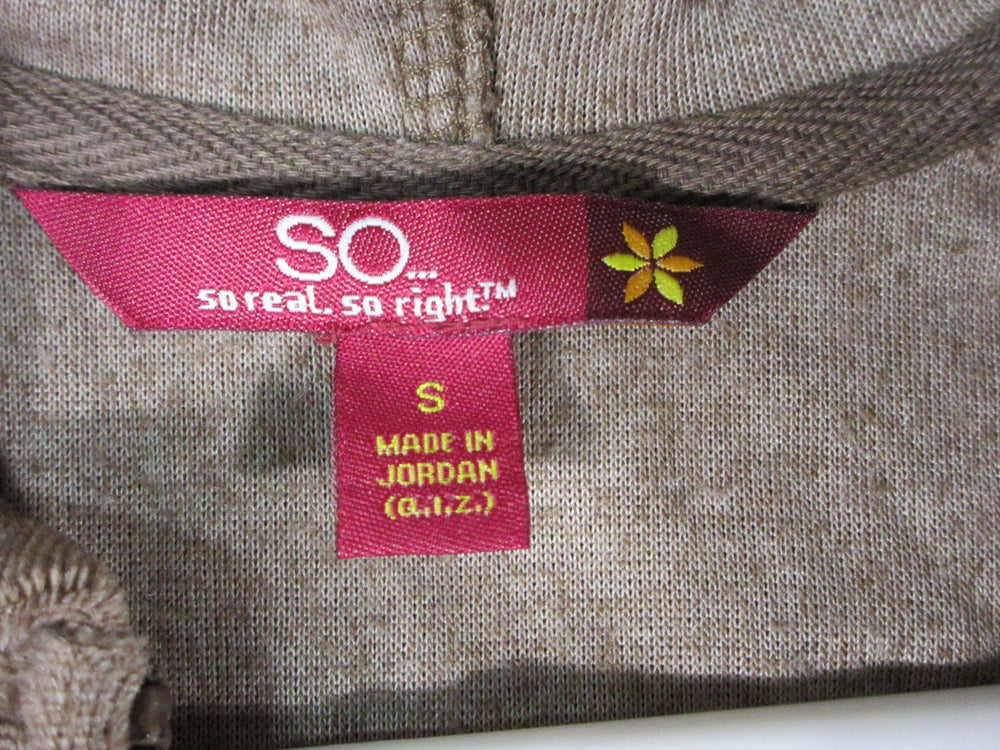 SO...
so real. so right.™
S
MADE IN
JORDAN
(Q.I.Z.)